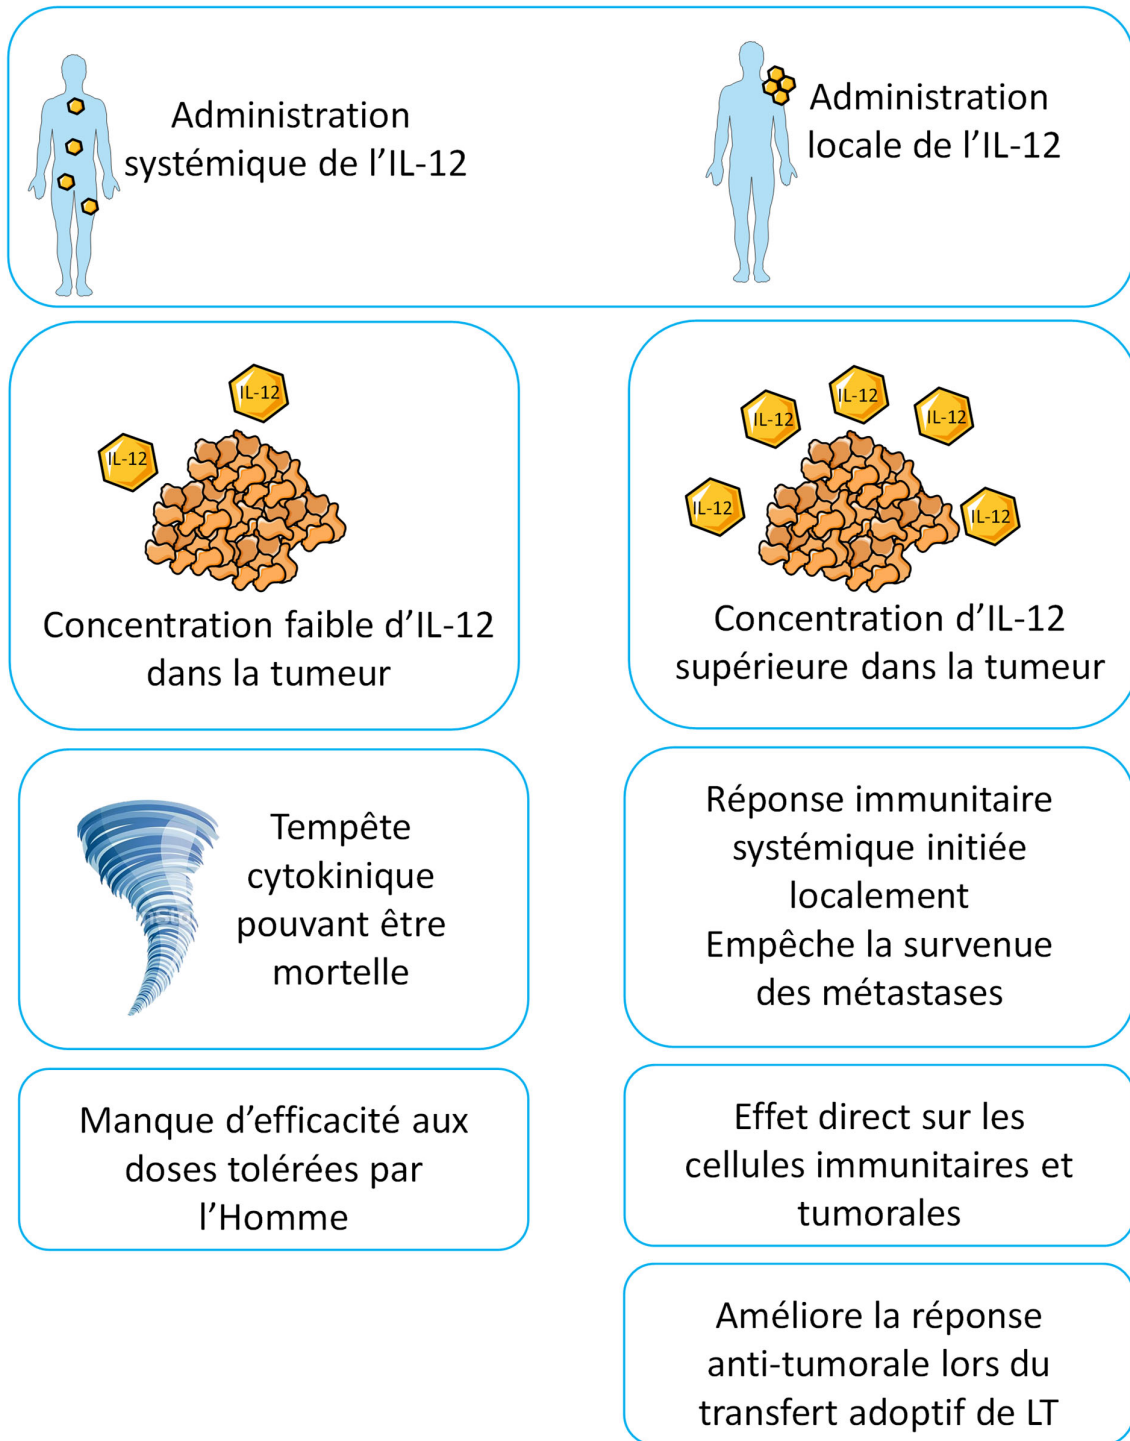 Administration
systémique de l’IL-12
Administration
locale de l’IL-12
IL-12
IL-12
Concentration faible d’IL-12
dans la tumeur
IL-12
IL-12
IL-12
IL-12
IL-12
Concentration d’IL-12
supérieure dans la tumeur
Tempête
cytokinique
pouvant être
mortelle
Réponse immunitaire
systémique initiée
localement
Empêche la survenue
des métastases
Manque d’efficacité aux
doses tolérées par
l’Homme
Effet direct sur les
cellules immunitaires et
tumorales
Améliore la réponse
anti-tumorale lors du
transfert adoptif de LT